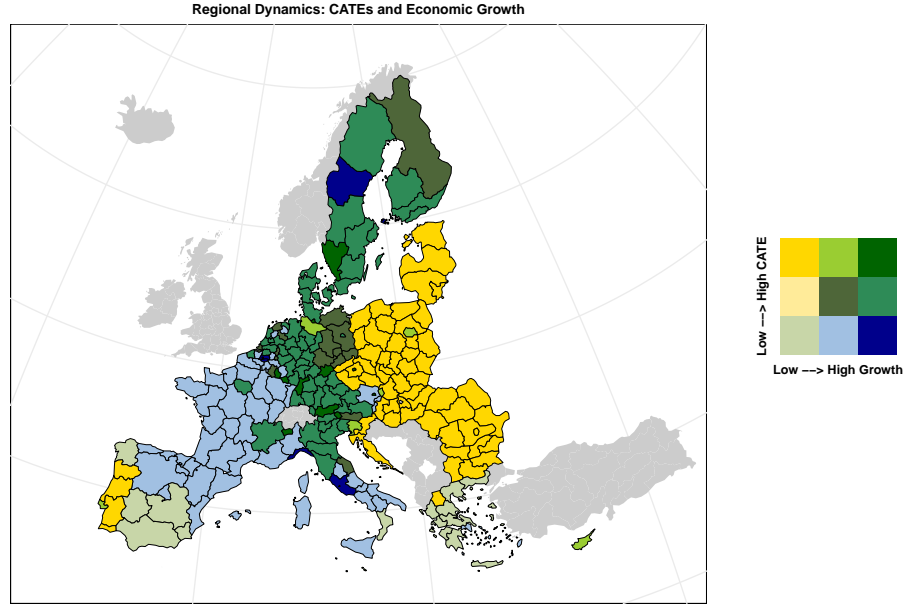 Regional Dynamics: CATEs and Economic Growth
Low −−> High CATE
Low −−> High Growth